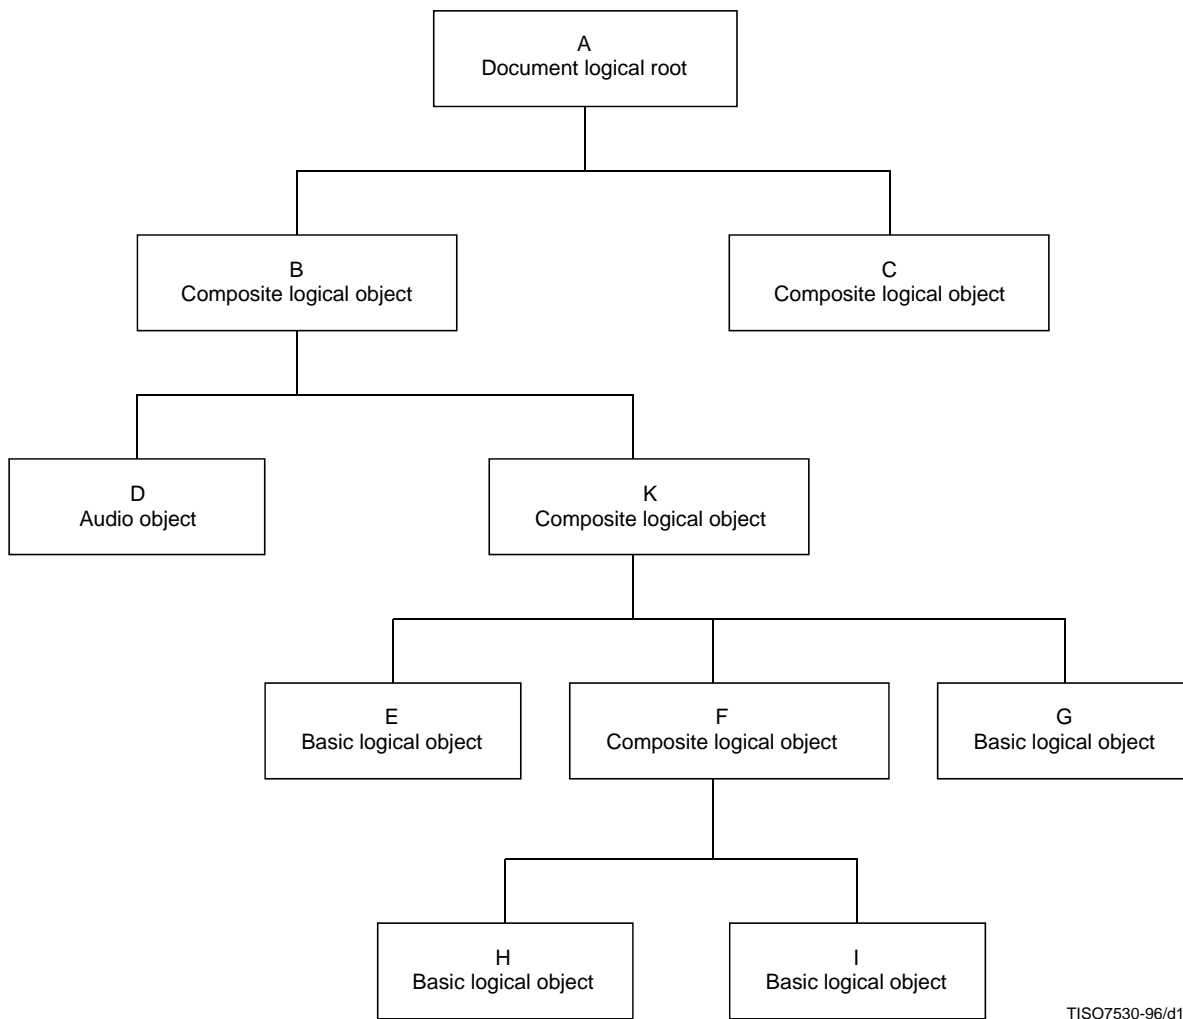 A
Document logical root
B
Composite logical object
C
Composite logical object
D
Audio object
K
Composite logical object
E
Basic logical object
F
Composite logical object
G
Basic logical object
H
Basic logical object
I
Basic logical object
TISO7530-96/d1